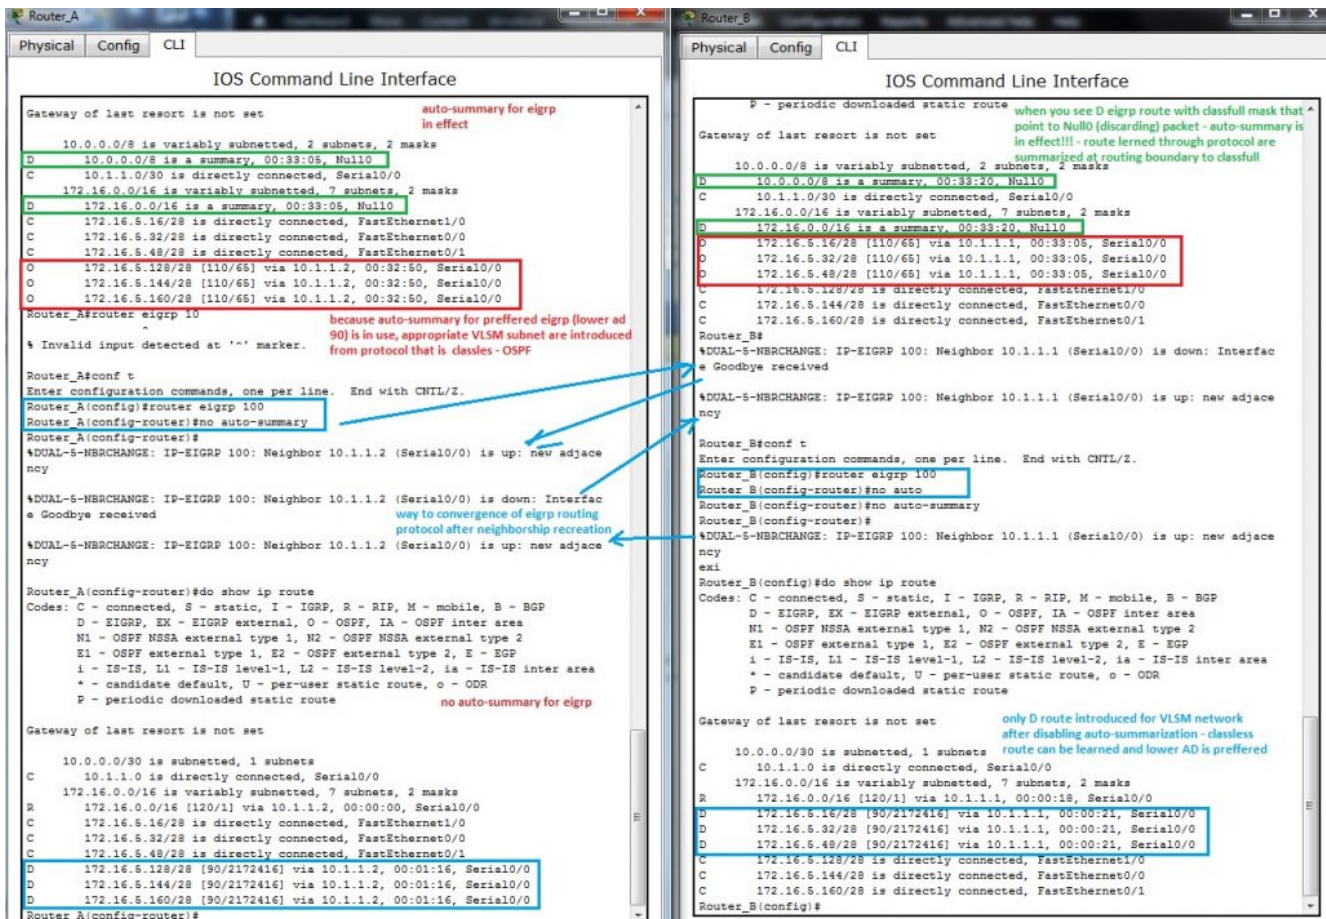 Router_A
Physical Config CLI
IOS Command Line Interface
auto-summary for eigrp
in effect
Gateway of last resort is not set
10.0.0.0/8 is variably subnetted, 2 subnets, 2 masks
D 10.0.0.0/8 is a summary, 00:33:05, Null0
C 10.1.1.0/30 is directly connected, Serial0/0
172.16.0.0/16 is variably subnetted, 7 subnets, 2 masks
D 172.16.0.0/16 is a summary, 00:33:05, Null0
C 172.16.5.16/28 is directly connected, FastEthernet1/0
C 172.16.5.32/28 is directly connected, FastEthernet0/0
C 172.16.5.48/28 is directly connected, FastEthernet0/1
O 172.16.5.128/28 [110/65] via 10.1.1.2, 00:32:50, Serial0/0
O 172.16.5.144/28 [110/65] via 10.1.1.2, 00:32:50, Serial0/0
O 172.16.5.160/28 [110/65] via 10.1.1.2, 00:32:50, Serial0/0
Router_A#router eigrp 10
^
% Invalid input detected at '^' marker.
because auto-summary for preffered eigrp (lower ad
90) is in use, appropriate VLSM subnet are introduced
from protocol that is classles - OSPF
Router_A#conf t
Enter configuration commands, one per line. End with CNTL/Z.
Router_A(config)#router eigrp 100
Router_A(config-router)#no auto-summary
Router_A(config-router)#
%DUAL-5-NBRCHANGE: IP-EIGRP 100: Neighbor 10.1.1.2 (Serial0/0) is up: new adjace
ncy
%DUAL-5-NBRCHANGE: IP-EIGRP 100: Neighbor 10.1.1.2 (Serial0/0) is down: Interfac
e Goodbye received
way to convergence of eigrp routing
protocol after neighborship recreation
%DUAL-5-NBRCHANGE: IP-EIGRP 100: Neighbor 10.1.1.2 (Serial0/0) is up: new adjace
ncy
Router_A(config-router)#do show ip route
Codes: C - connected, S - static, I - IGRP, R - RIP, M - mobile, B - BGP
D - EIGRP, EX - EIGRP external, O - OSPF, IA - OSPF inter area
N1 - OSPF NSSA external type 1, N2 - OSPF NSSA external type 2
E1 - OSPF external type 1, E2 - OSPF external type 2, E - EGP
i - IS-IS, L1 - IS-IS level-1, L2 - IS-IS level-2, ia - IS-IS inter area
* - candidate default, U - per-user static route, o - ODR
P - periodic downloaded static route
no auto-summary for eigrp
Gateway of last resort is not set
10.0.0.0/30 is subnetted, 1 subnets
C 10.1.1.0 is directly connected, Serial0/0
172.16.0.0/16 is variably subnetted, 7 subnets, 2 masks
R 172.16.0.0/16 [120/1] via 10.1.1.2, 00:00:00, Serial0/0
C 172.16.5.16/28 is directly connected, FastEthernet1/0
C 172.16.5.32/28 is directly connected, FastEthernet0/0
C 172.16.5.48/28 is directly connected, FastEthernet0/1
D 172.16.5.128/28 [90/2172416] via 10.1.1.2, 00:01:16, Serial0/0
D 172.16.5.144/28 [90/2172416] via 10.1.1.2, 00:01:16, Serial0/0
D 172.16.5.160/28 [90/2172416] via 10.1.1.2, 00:01:16, Serial0/0
Router_A(config-router)#
Router_B
Physical Config CLI
IOS Command Line Interface
P - periodic downloaded static route
when you see D eigrp route with classfull mask that
point to Null0 (discarding) packet - auto-summary is
in effect!!! - route lerned through protocol are
summarized at routing boundary to classfull
Gateway of last resort is not set
10.0.0.0/8 is variably subnetted, 2 subnets, 2 masks
D 10.0.0.0/8 is a summary, 00:33:20, Null0
C 10.1.1.0/30 is directly connected, Serial0/0
172.16.0.0/16 is variably subnetted, 7 subnets, 2 masks
D 172.16.0.0/16 is a summary, 00:33:20, Null0
O 172.16.5.16/28 [110/65] via 10.1.1.1, 00:33:05, Serial0/0
O 172.16.5.32/28 [110/65] via 10.1.1.1, 00:33:05, Serial0/0
O 172.16.5.48/28 [110/65] via 10.1.1.1, 00:33:05, Serial0/0
C 172.16.5.128/28 is directly connected, FastEthernet1/0
C 172.16.5.144/28 is directly connected, FastEthernet0/0
C 172.16.5.160/28 is directly connected, FastEthernet0/1
Router_B#
%DUAL-5-NBRCHANGE: IP-EIGRP 100: Neighbor 10.1.1.1 (Serial0/0) is down: Interfac
e Goodbye received
%DUAL-5-NBRCHANGE: IP-EIGRP 100: Neighbor 10.1.1.1 (Serial0/0) is up: new adjace
ncy
Router_B#conf t
Enter configuration commands, one per line. End with CNTL/Z.
Router_B(config)#router eigrp 100
Router_B(config-router)#no auto
Router_B(config-router)#no auto-summary
Router_B(config-router)#
%DUAL-5-NBRCHANGE: IP-EIGRP 100: Neighbor 10.1.1.1 (Serial0/0) is up: new adjace
ncy
exi
Router_B(config)#do show ip route
Codes: C - connected, S - static, I - IGRP, R - RIP, M - mobile, B - BGP
D - EIGRP, EX - EIGRP external, O - OSPF, IA - OSPF inter area
N1 - OSPF NSSA external type 1, N2 - OSPF NSSA external type 2
E1 - OSPF external type 1, E2 - OSPF external type 2, E - EGP
i - IS-IS, L1 - IS-IS level-1, L2 - IS-IS level-2, ia - IS-IS inter area
* - candidate default, U - per-user static route, o - ODR
P - periodic downloaded static route
Gateway of last resort is not set
only D route introduced for VLSM network
after disabling auto-summarization - classless
route can be learned and lower AD is preffered
10.0.0.0/30 is subnetted, 1 subnets
C 10.1.1.0 is directly connected, Serial0/0
172.16.0.0/16 is variably subnetted, 7 subnets, 2 masks
R 172.16.0.0/16 [120/1] via 10.1.1.1, 00:00:18, Serial0/0
D 172.16.5.16/28 [90/2172416] via 10.1.1.1, 00:00:21, Serial0/0
D 172.16.5.32/28 [90/2172416] via 10.1.1.1, 00:00:21, Serial0/0
D 172.16.5.48/28 [90/2172416] via 10.1.1.1, 00:00:21, Serial0/0
C 172.16.5.128/28 is directly connected, FastEthernet1/0
C 172.16.5.144/28 is directly connected, FastEthernet0/0
C 172.16.5.160/28 is directly connected, FastEthernet0/1
Router_B(config)#